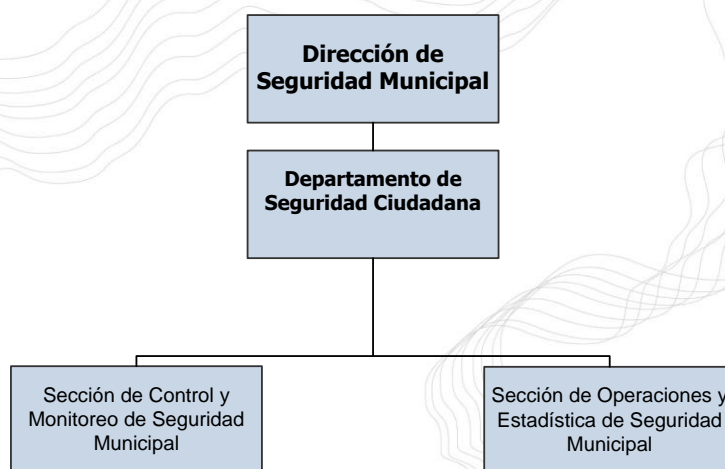 Dirección de
Seguridad Municipal
Departamento de
Seguridad Ciudadana
Sección de Control y
Monitoreo de Seguridad
Municipal
Sección de Operaciones y
Estadística de Seguridad
Municipal